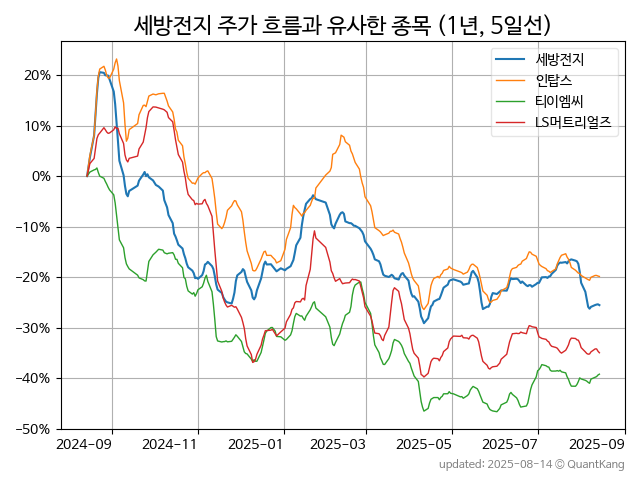 세방전지 주가 흐름과 유사한 종목 (1년, 5일선)
세방전지
인탑스
티이엠씨
LS머트리얼즈
20%
10%
0%
−10%
−20%
−30%
−40%
−50%
2024-09 2024-11 2025-01 2025-03 2025-05 2025-07 2025-09
updated: 2025-08-14 © QuantKang